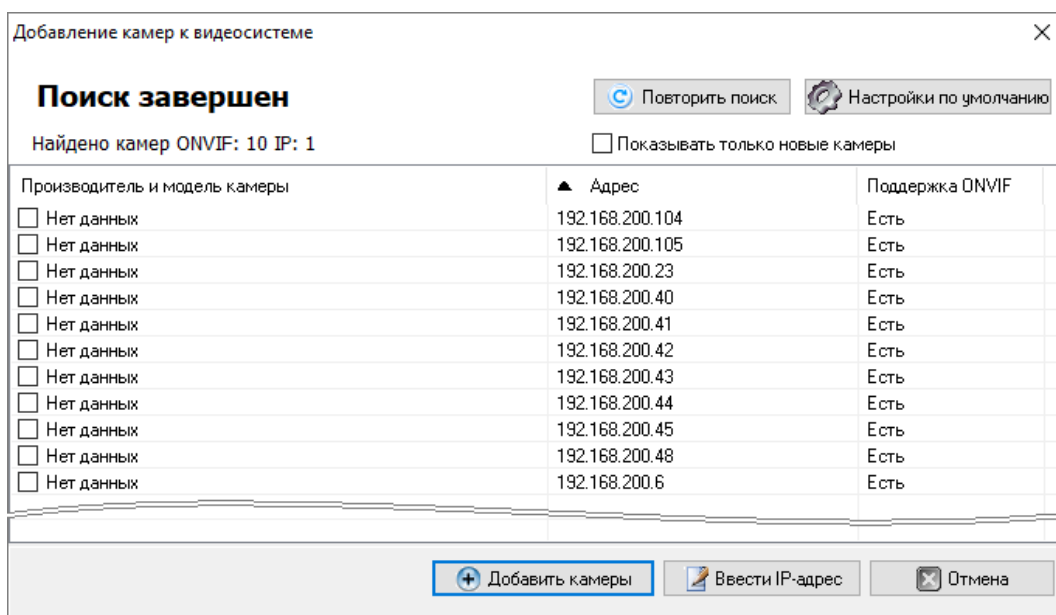 Добавление камер к видеосистеме
Поиск завершен
Повторить поиск
Настройки по умолчанию
Найдено камер ONVIF: 10 IP: 1
Показывать только новые камеры
Производитель и модель камеры Адрес Поддержка ONVIF
Нет данных 192.168.200.104 Есть
Нет данных 192.168.200.105 Есть
Нет данных 192.168.200.23 Есть
Нет данных 192.168.200.40 Есть
Нет данных 192.168.200.41 Есть
Нет данных 192.168.200.42 Есть
Нет данных 192.168.200.43 Есть
Нет данных 192.168.200.44 Есть
Нет данных 192.168.200.45 Есть
Нет данных 192.168.200.48 Есть
Нет данных 192.168.200.6 Есть
Добавить камеры
Ввести IP-адрес
Отмена